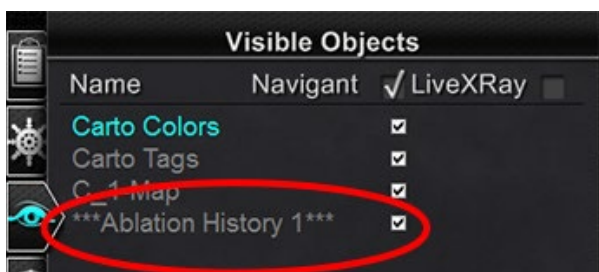 Visible Objects
Name Navigant LiveXRay
Carto Colors
Carto Tags
C_1 Map
***Ablation History 1***